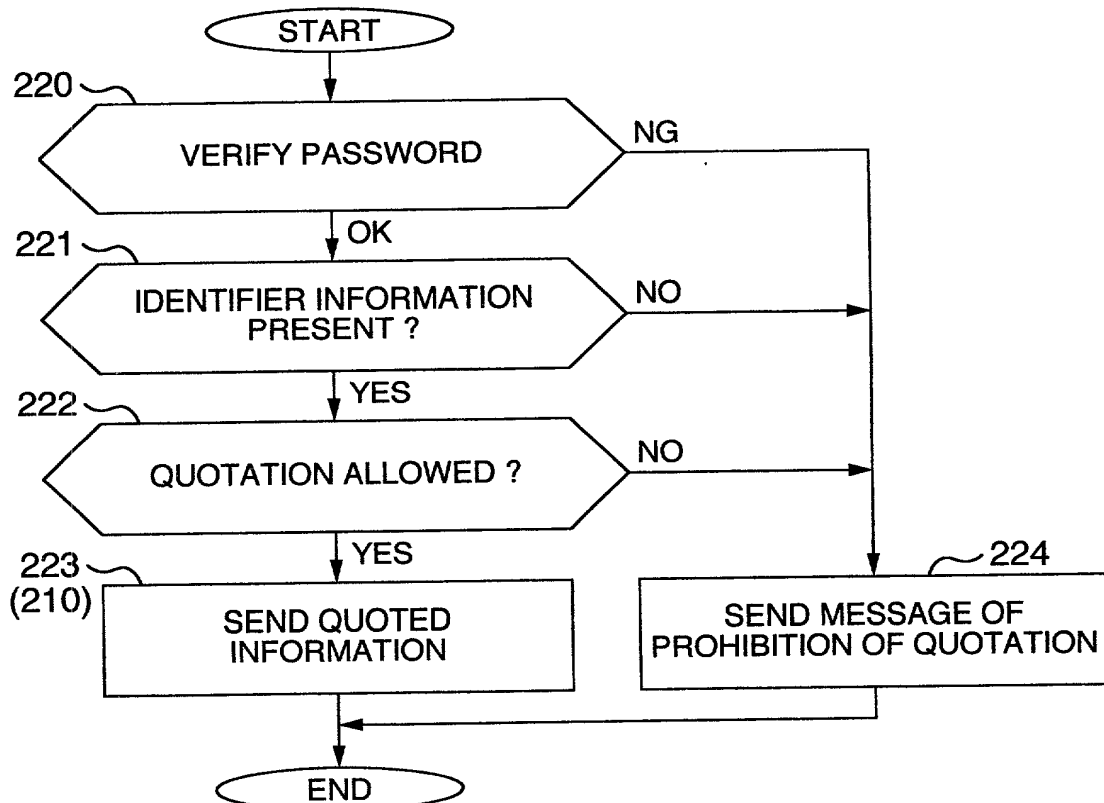 START
220
VERIFY PASSWORD
NG
OK
221
IDENTIFIER INFORMATION
PRESENT ?
NO
YES
222
QUOTATION ALLOWED ?
NO
YES
223
(210)
SEND QUOTED
INFORMATION
224
SEND MESSAGE OF
PROHIBITION OF QUOTATION
END